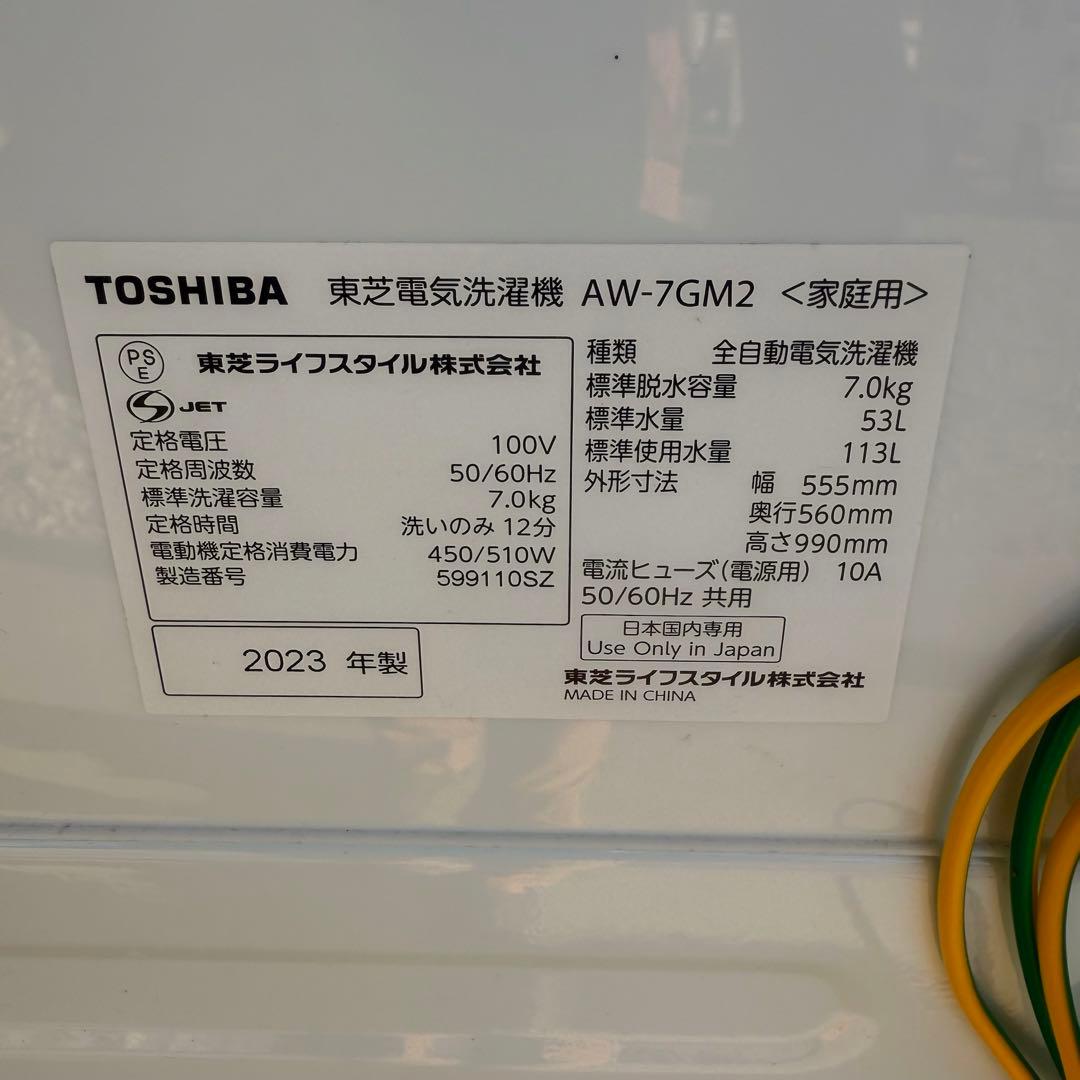 TOSHIBA 東芝電気洗濯機 AW-7GM2 <家庭用>
PSE 東芝ライフスタイル株式会社
JET
定格電圧 100V
定格周波数 50/60Hz
標準洗濯容量 7.0kg
定格時間 洗いのみ 12分
電動機定格消費電力 450/510W
製造番号 599110SZ
2023 年製
種類 全自動電気洗濯機
標準脱水容量 7.0kg
標準水量 53L
標準使用水量 113L
外形寸法 幅 555mm
奥行560mm
高さ990mm
電流ヒューズ(電源用) 10A
50/60Hz 共用
日本国内専用
Use Only in Japan
東芝ライフスタイル株式会社
MADE IN CHINA